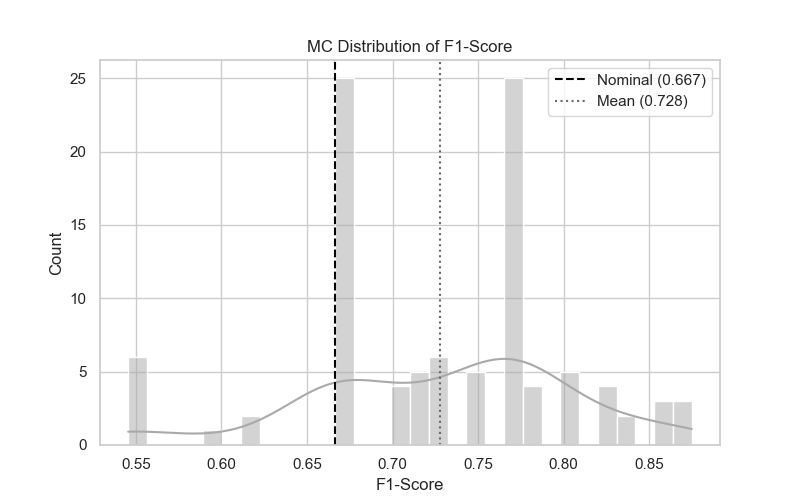 MC Distribution of F1-Score
Nominal (0.667)
Mean (0.728)
25
20
15
10
5
0
Count
0.55 0.60 0.65 0.70 0.75 0.80 0.85
F1-Score